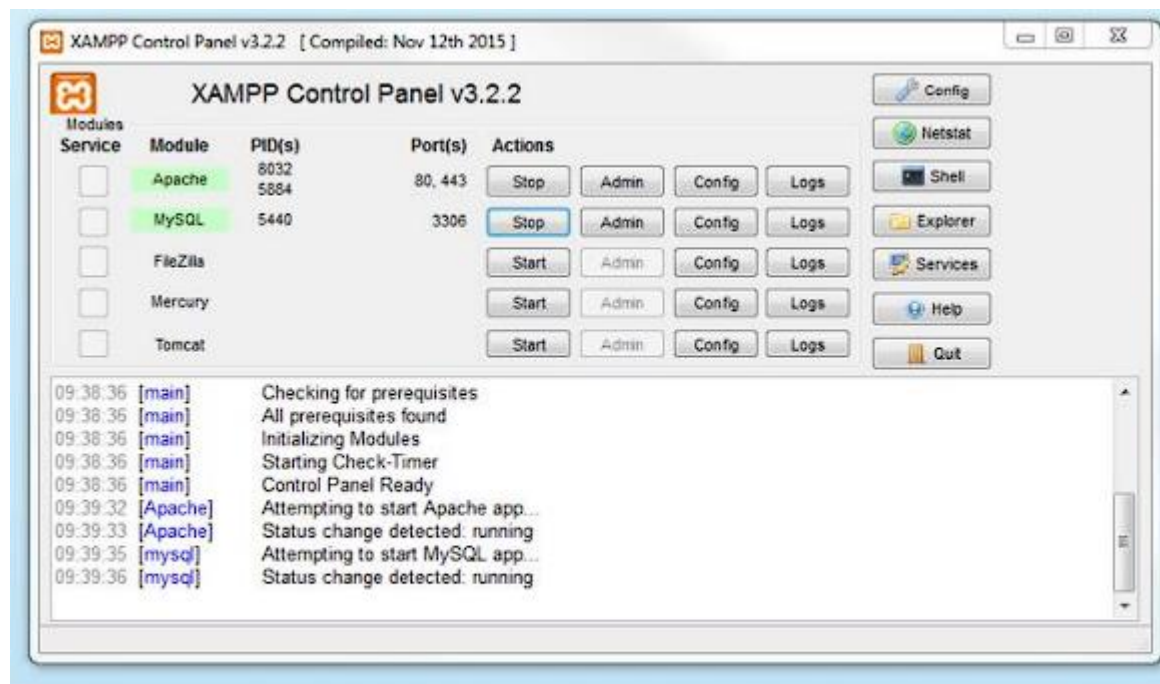 XAMPP Control Panel v3.2.2 [ Compiled: Nov 12th 2015 ]
XAMPP Control Panel v3.2.2
Config
Modules
Service Module PID(s) Port(s) Actions
Netstat
Apache 8032 5884 80, 443 Stop Admin Config Logs
Shell
MySQL 5440 3306 Stop Admin Config Logs
Explorer
FileZilla Start Admin Config Logs
Services
Mercury Start Admin Config Logs
Help
Tomcat Start Admin Config Logs
Quit
09:38:36 [main] Checking for prerequisites
09:38:36 [main] All prerequisites found
09:38:36 [main] Initializing Modules
09:38:36 [main] Starting Check-Timer
09:38:36 [main] Control Panel Ready
09:39:32 [Apache] Attempting to start Apache app...
09:39:33 [Apache] Status change detected: running
09:39:35 [mysql] Attempting to start MySQL app...
09:39:36 [mysql] Status change detected: running